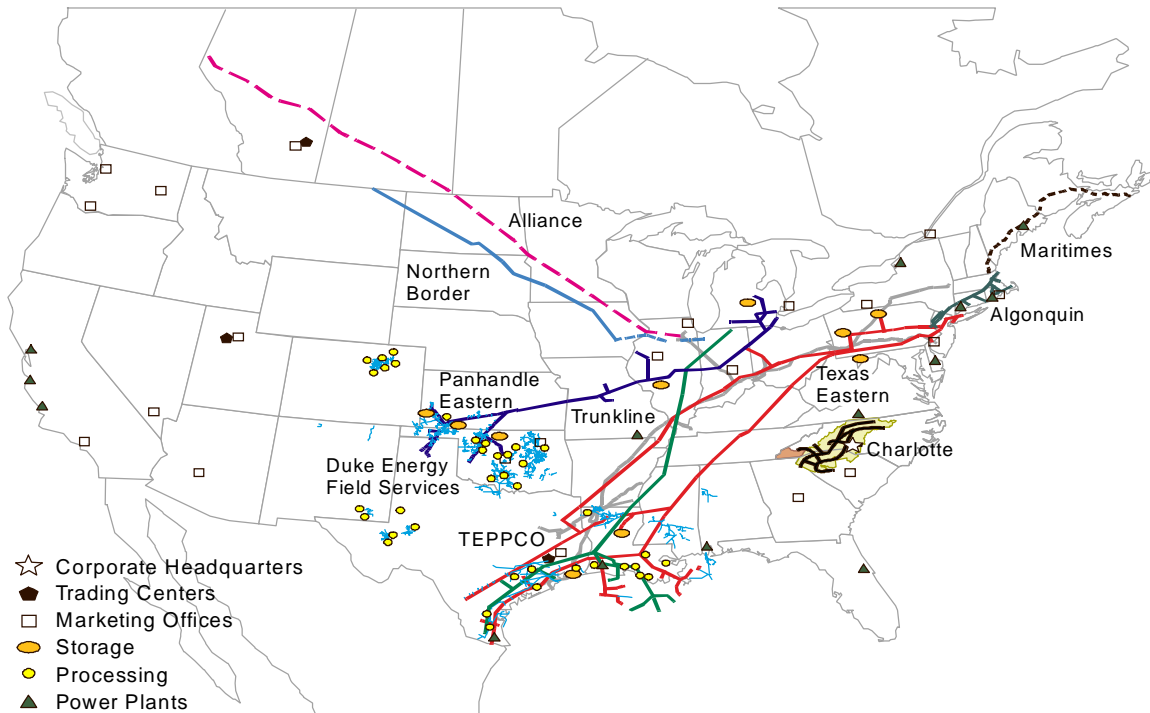 Alliance
Maritimes
Northern
Border
Algonquin
Panhandle
Eastern
Texas
Eastern
Trunkline
Charlotte
Duke Energy
Field Services
TEPPCO
Corporate Headquarters
Trading Centers
Marketing Offices
Storage
Processing
Power Plants